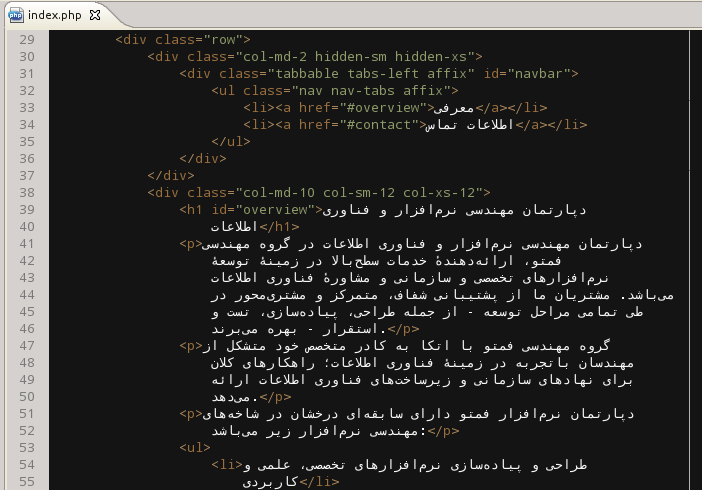 index.php
29 <div class="row">
30 <div class="col-md-2 hidden-sm hidden-xs">
31 <div class="tabbable tabs-left affix" id="navbar">
32 <ul class="nav nav-tabs affix">
33 <li><a href="#overview">معرفی</a></li>
34 <li><a href="#contact">اطلاعات تماس</a></li>
35 </ul>
36 </div>
37 </div>
38 <div class="col-md-10 col-sm-12 col-xs-12">
39 <h1 id="overview">دپارتمان مهندسی نرم‌افزار و فناوری
40 اطلاعات</h1>
41 <p>دپارتمان مهندسی نرم‌افزار و فناوری اطلاعات در گروه مهندسی
42 فمتو، ارائه‌دهندهٔ خدمات سطح‌بالا در زمینهٔ توسعهٔ
43 نرم‌افزارهای تخصصی و سازمانی و مشاورهٔ فناوری اطلاعات
44 می‌باشد. مشتریان ما از پشتیبانی شفاف، متمرکز و مشتری‌محور در
45 طی تمامی مراحل توسعه - از جمله طراحی، پیاده‌سازی، تست و
46 استقرار - بهره می‌برند.</p>
47 <p>گروه مهندسی فمتو با اتکا به کادر متخصص خود متشکل از
48 مهندسان باتجربه در زمینهٔ فناوری اطلاعات؛ راهکارهای کلان
49 برای نهادهای سازمانی و زیرساخت‌های فناوری اطلاعات ارائه
50 می‌دهد.</p>
51 <p>دپارتمان نرم‌افزار فمتو دارای سابقه‌ای درخشان در شاخه‌های
52 مهندسی نرم‌افزار زیر می‌باشد:</p>
53 <ul>
54 <li>طراحی و پیاده‌سازی نرم‌افزارهای تخصصی، علمی و
55 کاربردی</li>